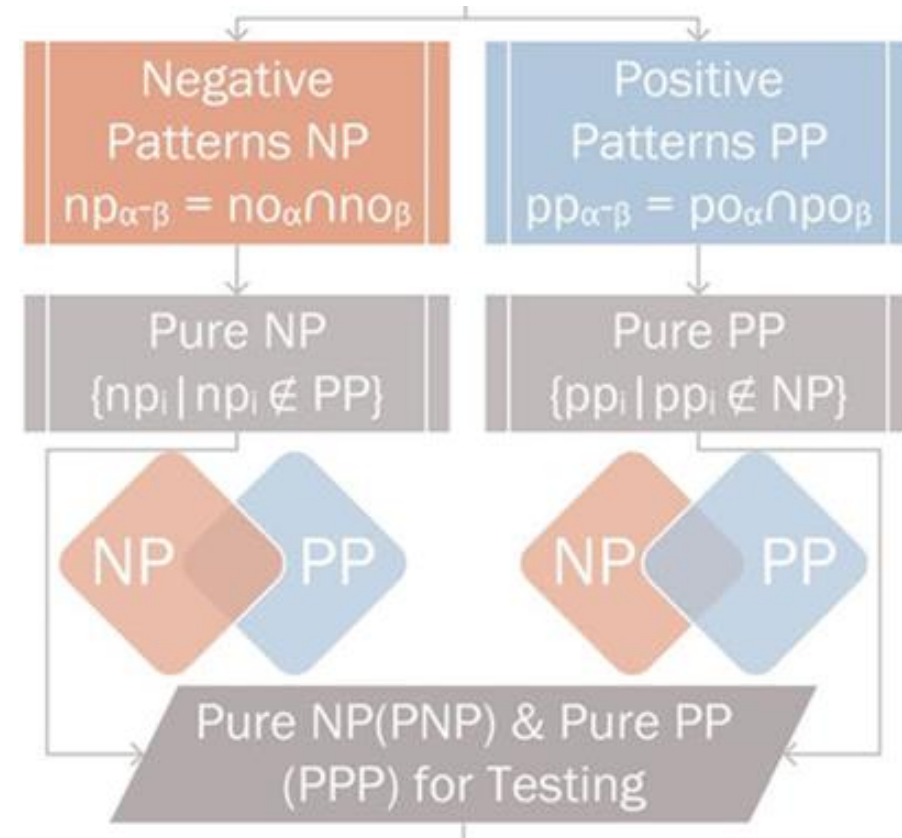 Negative
Patterns NP
npα-β = noα∩noβ
Positive
Patterns PP
ppα-β = poα∩poβ
Pure NP
{npi|npi ∉ PP}
Pure PP
{ppi|ppi ∉ NP}
NP PP
NP PP
Pure NP(PNP) & Pure PP
(PPP) for Testing